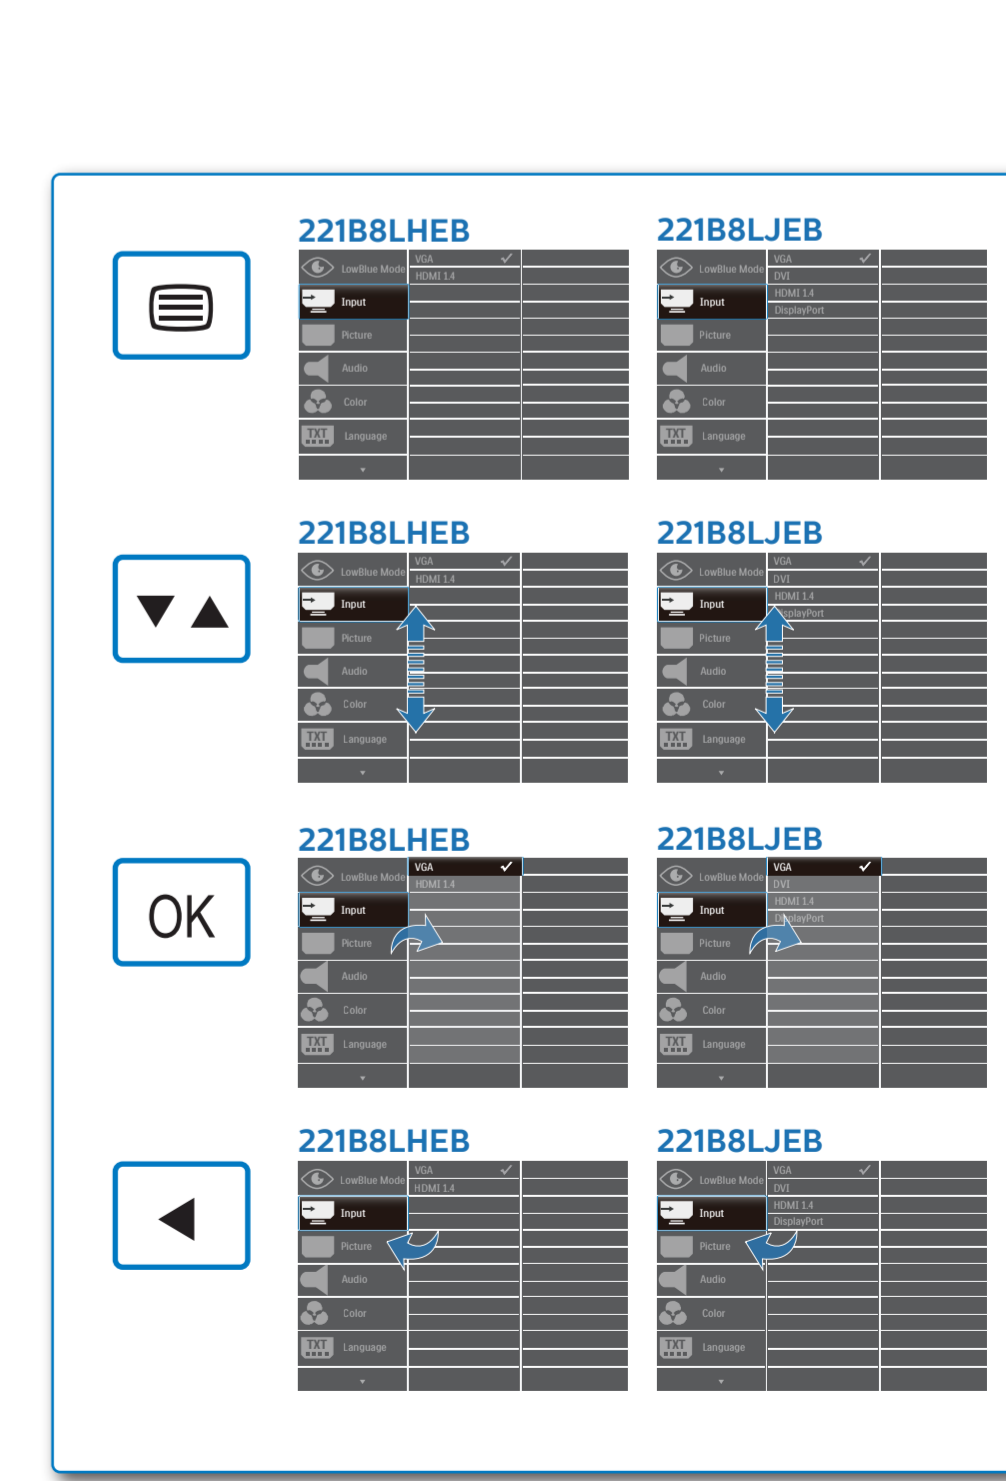 221B8LHEB
LowBlue Mode
Input
Picture
Audio
Color
TXT
Language
VGA
HDMI 1.4
221B8LJEB
LowBlue Mode
Input
Picture
Audio
Color
TXT
Language
VGA
DVI
HDMI 1.4
DisplayPort
221B8LHEB
LowBlue Mode
Input
Picture
Audio
Color
TXT
Language
VGA
HDMI 1.4
221B8LJEB
LowBlue Mode
Input
Picture
Audio
Color
TXT
Language
VGA
DVI
HDMI 1.4
DisplayPort
OK
221B8LHEB
LowBlue Mode
Input
Picture
Audio
Color
TXT
Language
VGA
HDMI 1.4
221B8LJEB
LowBlue Mode
Input
Picture
Audio
Color
TXT
Language
VGA
DVI
HDMI 1.4
DisplayPort
221B8LHEB
LowBlue Mode
Input
Picture
Audio
Color
TXT
Language
VGA
HDMI 1.4
221B8LJEB
LowBlue Mode
Input
Picture
Audio
Color
TXT
Language
VGA
DVI
HDMI 1.4
DisplayPort